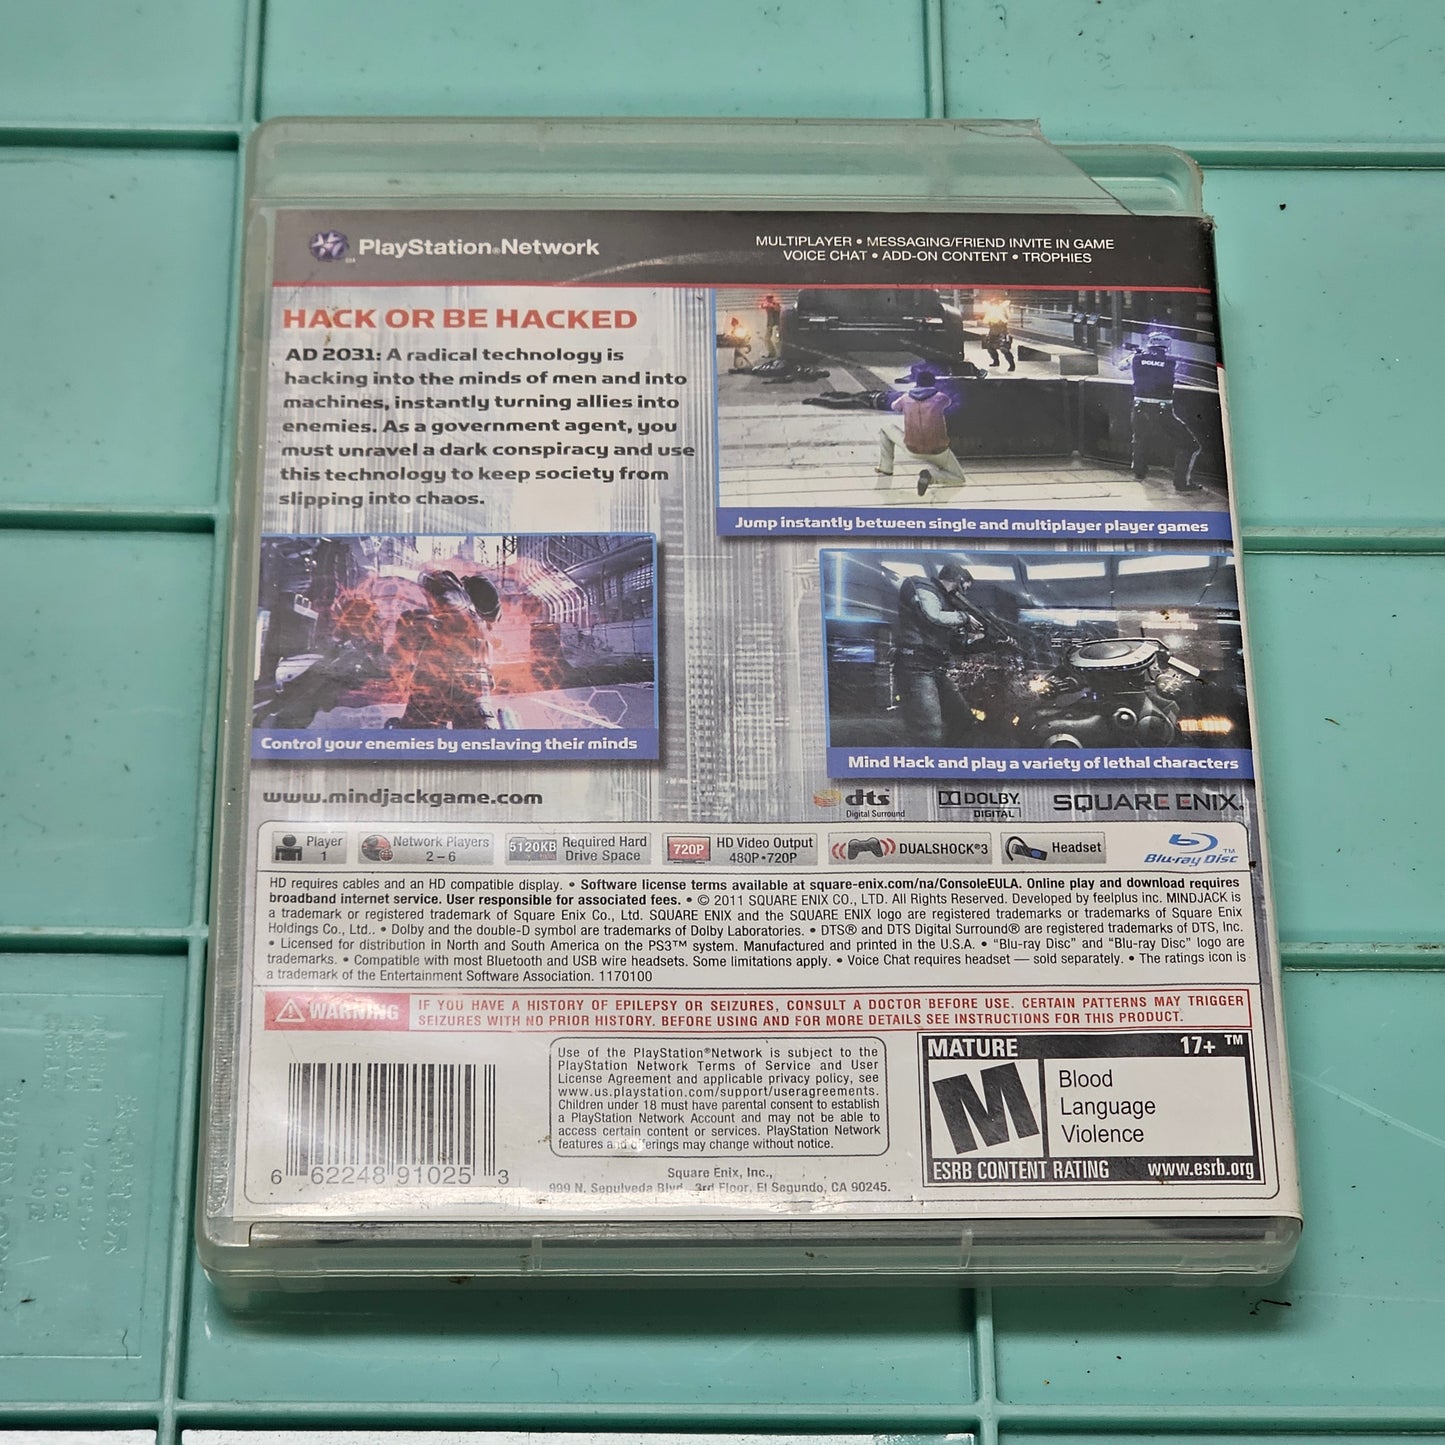 PlayStation®Network
MULTIPLAYER • MESSAGING/FRIEND INVITE IN GAME
VOICE CHAT • ADD-ON CONTENT • TROPHIES
HACK OR BE HACKED
AD 2031: A radical technology is
hacking into the minds of men and into
machines, instantly turning allies into
enemies. As a government agent, you
must unravel a dark conspiracy and use
this technology to keep society from
slipping into chaos.
POLICE
Jump instantly between single and multiplayer player games
Control your enemies by enslaving their minds
Mind Hack and play a variety of lethal characters
www.mindjackgame.com
dts
Digital Surround
DOLBY
DIGITAL
SQUARE ENIX.
Player
1
Network Players
2 – 6
5120KB
Required Hard
Drive Space
720P
HD Video Output
480P • 720P
DUALSHOCK®3
Headset
Blu-ray Disc™
HD requires cables and an HD compatible display. • Software license terms available at square-enix.com/na/ConsoleEULA. Online play and download requires
broadband internet service. User responsible for associated fees. • © 2011 SQUARE ENIX CO., LTD. All Rights Reserved. Developed by feelplus inc. MINDJACK is
a trademark or registered trademark of Square Enix Co., Ltd. SQUARE ENIX and the SQUARE ENIX logo are registered trademarks or trademarks of Square Enix
Holdings Co., Ltd.. • Dolby and the double-D symbol are trademarks of Dolby Laboratories. • DTS® and DTS Digital Surround® are registered trademarks of DTS, Inc.
• Licensed for distribution in North and South America on the PS3™ system. Manufactured and printed in the U.S.A. • "Blu-ray Disc" and "Blu-ray Disc" logo are
trademarks. • Compatible with most Bluetooth and USB wire headsets. Some limitations apply. • Voice Chat requires headset — sold separately. • The ratings icon is
a trademark of the Entertainment Software Association. 1170100
WARNING
IF YOU HAVE A HISTORY OF EPILEPSY OR SEIZURES, CONSULT A DOCTOR BEFORE USE. CERTAIN PATTERNS MAY TRIGGER
SEIZURES WITH NO PRIOR HISTORY. BEFORE USING AND FOR MORE DETAILS SEE INSTRUCTIONS FOR THIS PRODUCT.
6 62248 91025 3
Use of the PlayStation®Network is subject to the
PlayStation Network Terms of Service and User
License Agreement and applicable privacy policy, see
www.us.playstation.com/support/useragreements.
Children under 18 must have parental consent to establish
a PlayStation Network Account and may not be able to
access certain content or services. PlayStation Network
features and offerings may change without notice.
Square Enix, Inc.,
999 N. Sepulveda Blvd., 3rd Floor, El Segundo, CA 90245.
MATURE 17+ ™
M
Blood
Language
Violence
ESRB CONTENT RATING www.esrb.org